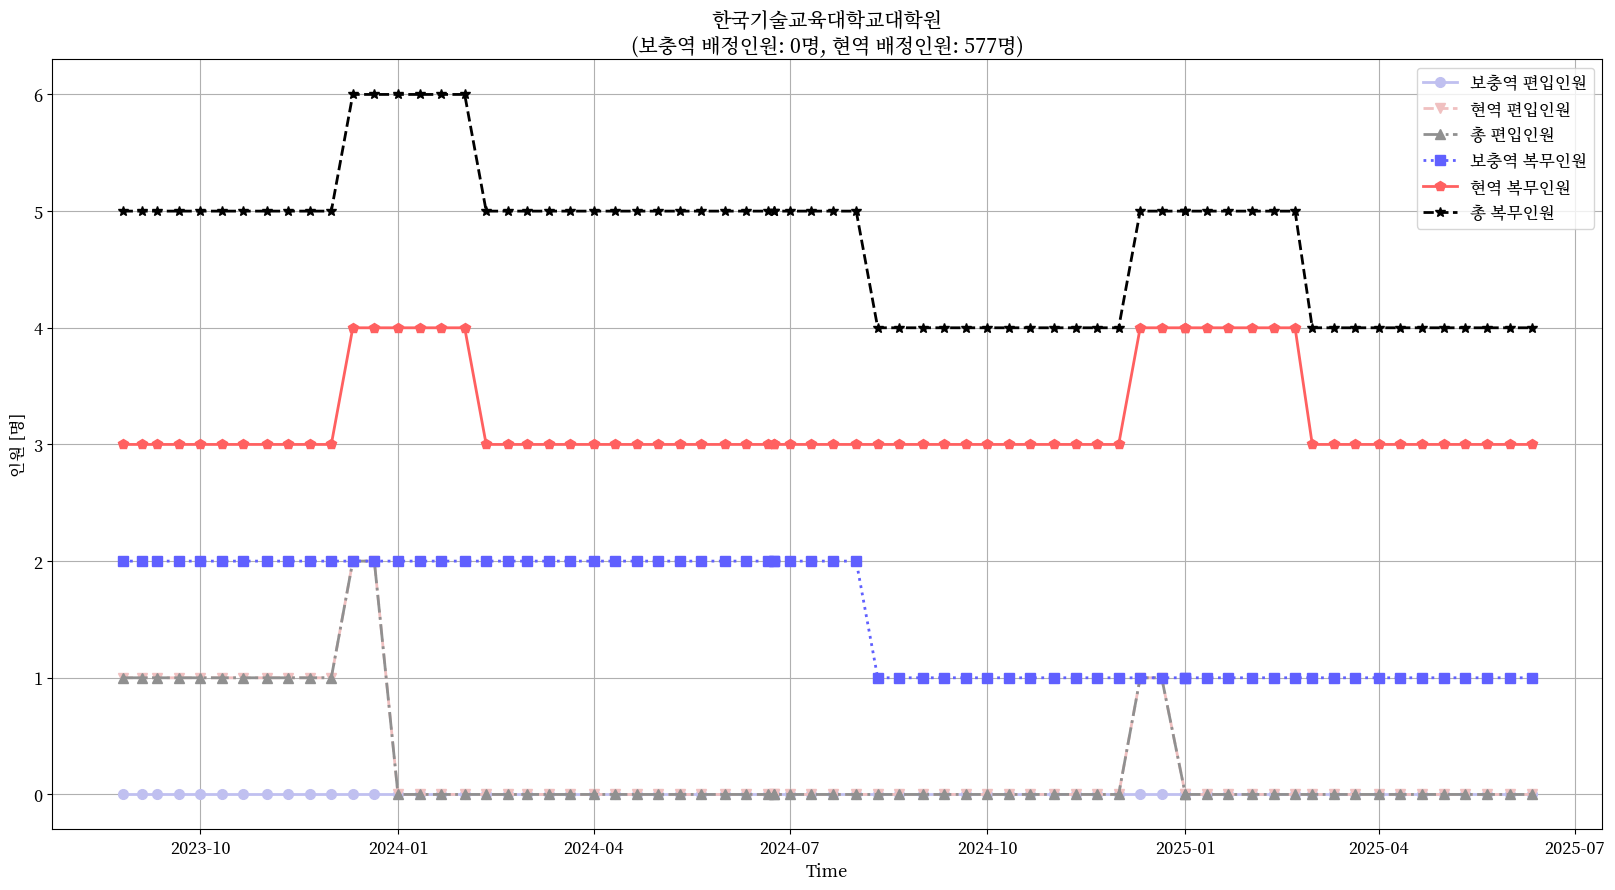 한국기술교육대학교대학원
(보충역 배정인원: 0명, 현역 배정인원: 577명)
보충역 편입인원
현역 편입인원
총 편입인원
보충역 복무인원
현역 복무인원
총 복무인원
인원 [명]
6
5
4
3
2
1
0
2023-10
2024-01
2024-04
2024-07
2024-10
2025-01
2025-04
2025-07
Time